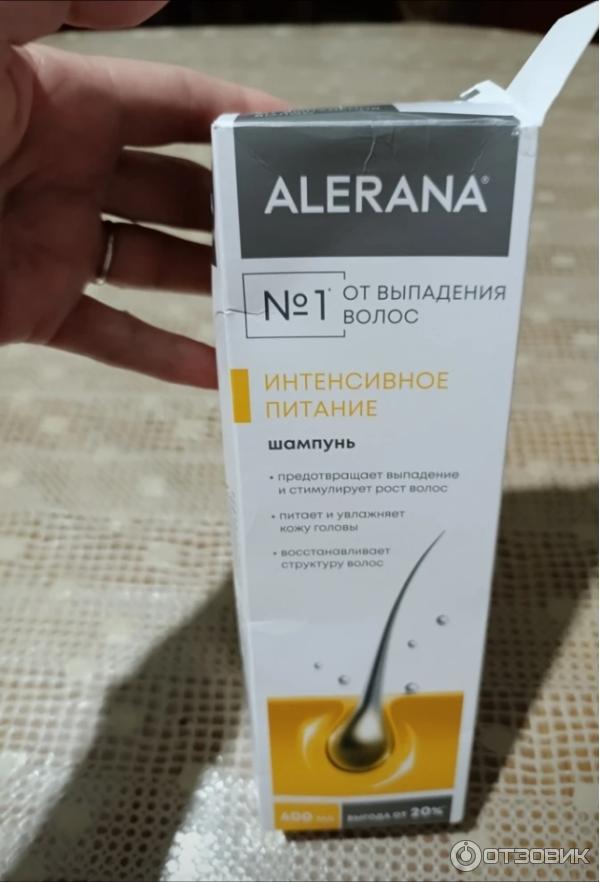 ALERANA®
№1* ОТ ВЫПАДЕНИЯ
ВОЛОС
ИНТЕНСИВНОЕ
ПИТАНИЕ
шампунь
• предотвращает выпадение
и стимулирует рост волос
• питает и увлажняет
кожу головы
• восстанавливает
структуру волос
400 мл ВЫГОДА ОТ 20%*
ОТЗОВИК